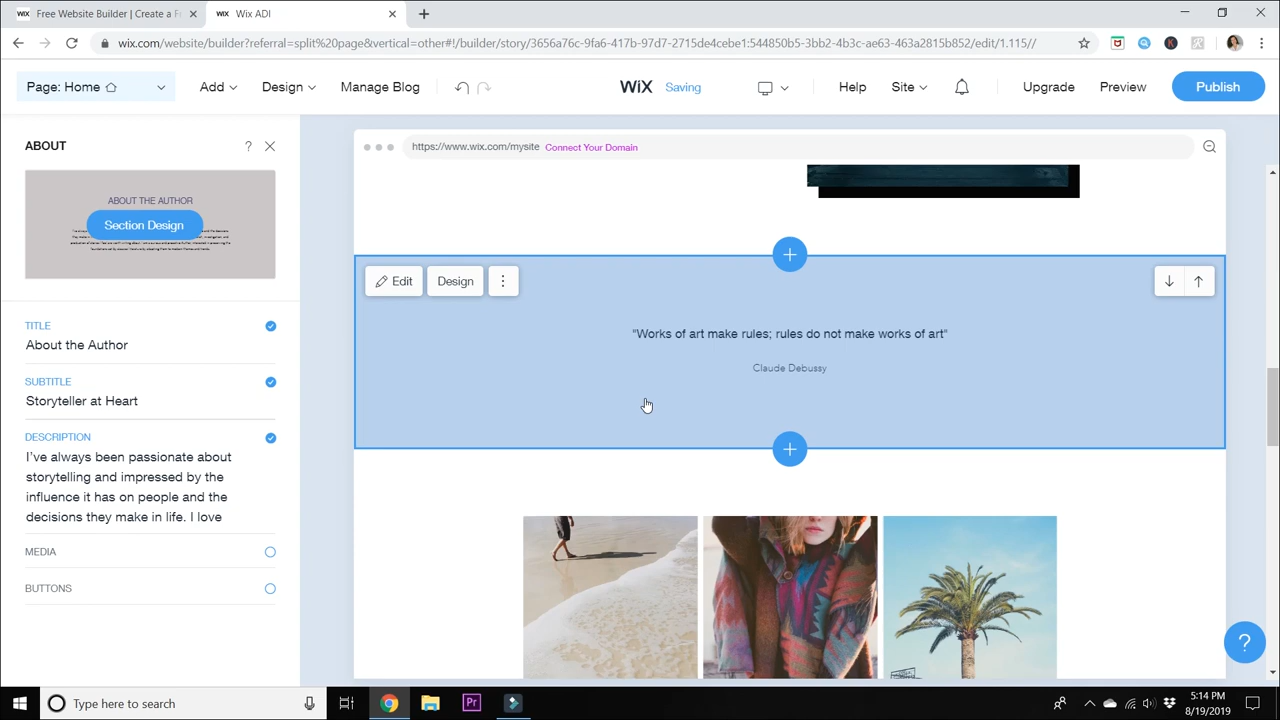 WiX
Free Website Builder | Create a F
WiX
Wix ADI
wix.com/website/builder?referral=split%20page&vertical=other#!/builder/story/3656a76c-9fa6-417b-97d7-2715de4cebe1:544850b5-3bb2-4b3c-ae63-463a2815b852/edit/1.115//
Page: Home
Add
Design
Manage Blog
WiX
Saving
Help
Site
Upgrade
Preview
Publish
ABOUT
?
https://www.wix.com/mysite
Connect Your Domain
ABOUT THE AUTHOR
Section Design
Edit
Design
TITLE
About the Author
"Works of art make rules; rules do not make works of art"
Claude Debussy
SUBTITLE
Storyteller at Heart
DESCRIPTION
I've always been passionate about
storytelling and impressed by the
influence it has on people and the
decisions they make in life. I love
MEDIA
BUTTONS
?
Type here to search
Pr
5:14 PM
8/19/2019